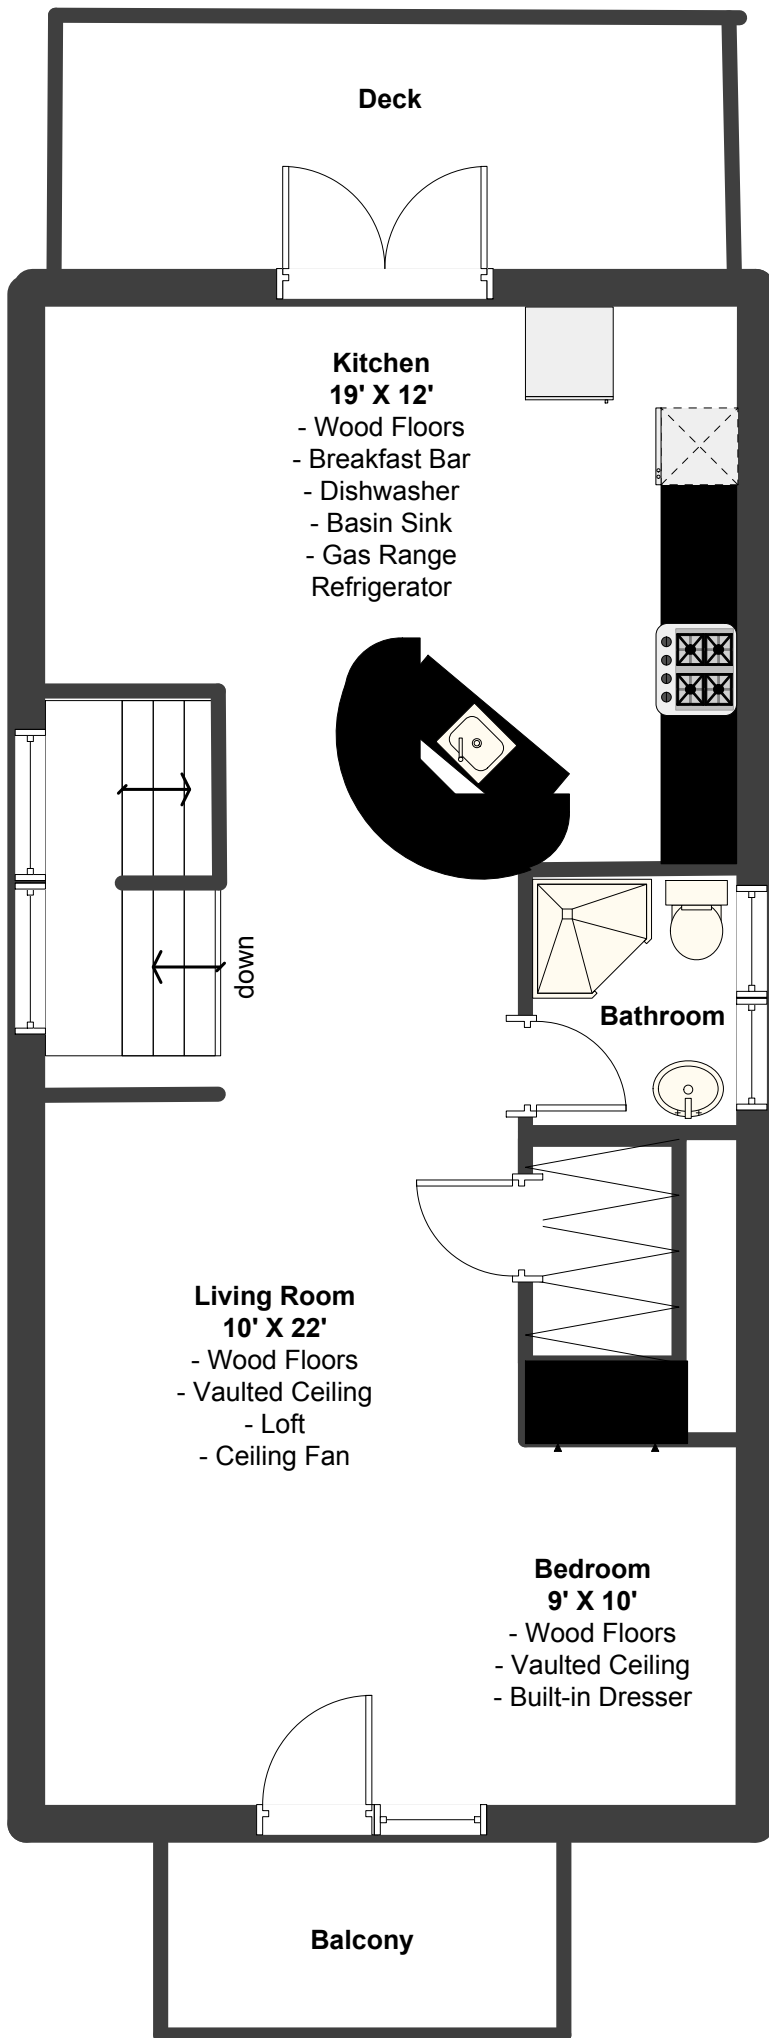 Deck
Kitchen
19' X 12'
- Wood Floors
- Breakfast Bar
- Dishwasher
- Basin Sink
- Gas Range
Refrigerator
down
Bathroom
Living Room
10' X 22'
- Wood Floors
- Vaulted Ceiling
- Loft
- Ceiling Fan
Bedroom
9' X 10'
- Wood Floors
- Vaulted Ceiling
- Built-in Dresser
Balcony